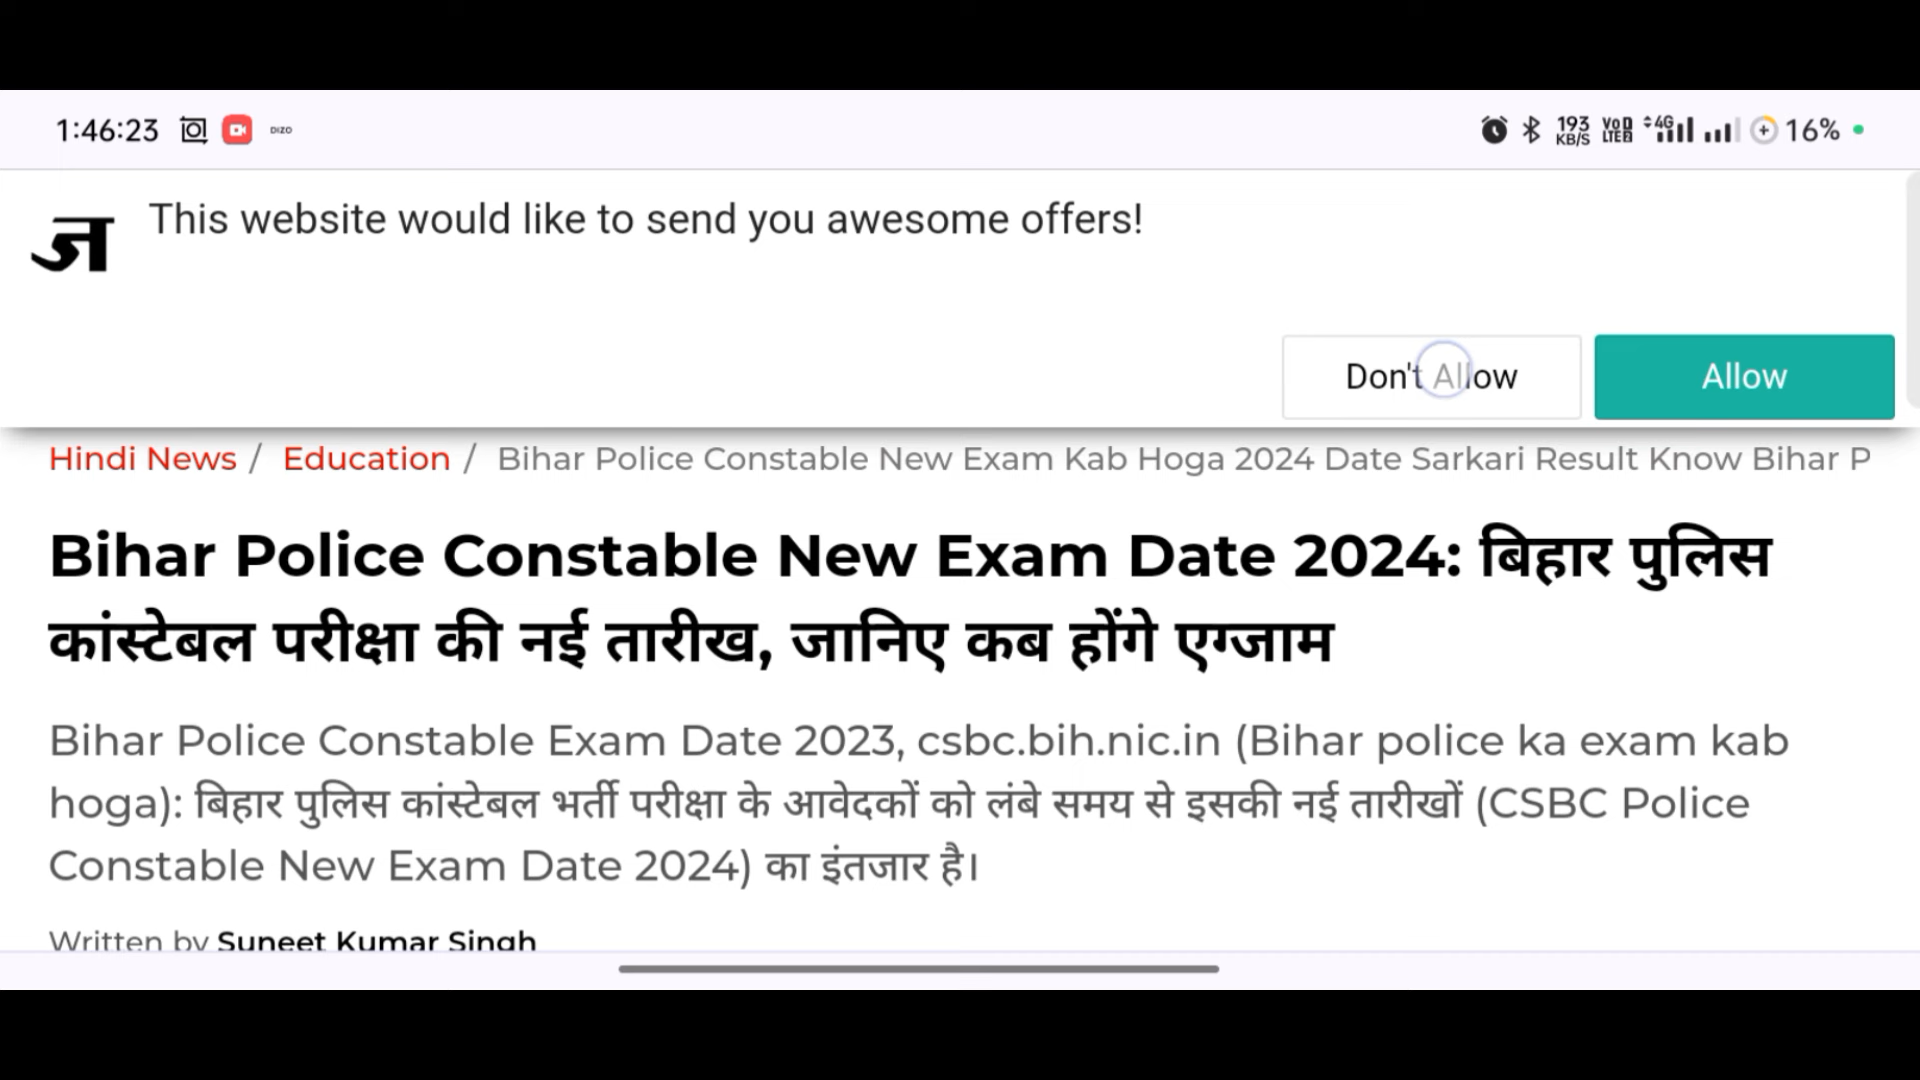 1:46:23 DIZO 193 KB/S VoD LTE2 4G 16%
ज This website would like to send you awesome offers!
Don't Allow Allow
Hindi News / Education / Bihar Police Constable New Exam Kab Hoga 2024 Date Sarkari Result Know Bihar P
Bihar Police Constable New Exam Date 2024: बिहार पुलिस
कांस्टेबल परीक्षा की नई तारीख, जानिए कब होंगे एग्जाम
Bihar Police Constable Exam Date 2023, csbc.bih.nic.in (Bihar police ka exam kab
hoga): बिहार पुलिस कांस्टेबल भर्ती परीक्षा के आवेदकों को लंबे समय से इसकी नई तारीखों (CSBC Police
Constable New Exam Date 2024) का इंतजार है।
Written by Suneet Kumar Singh